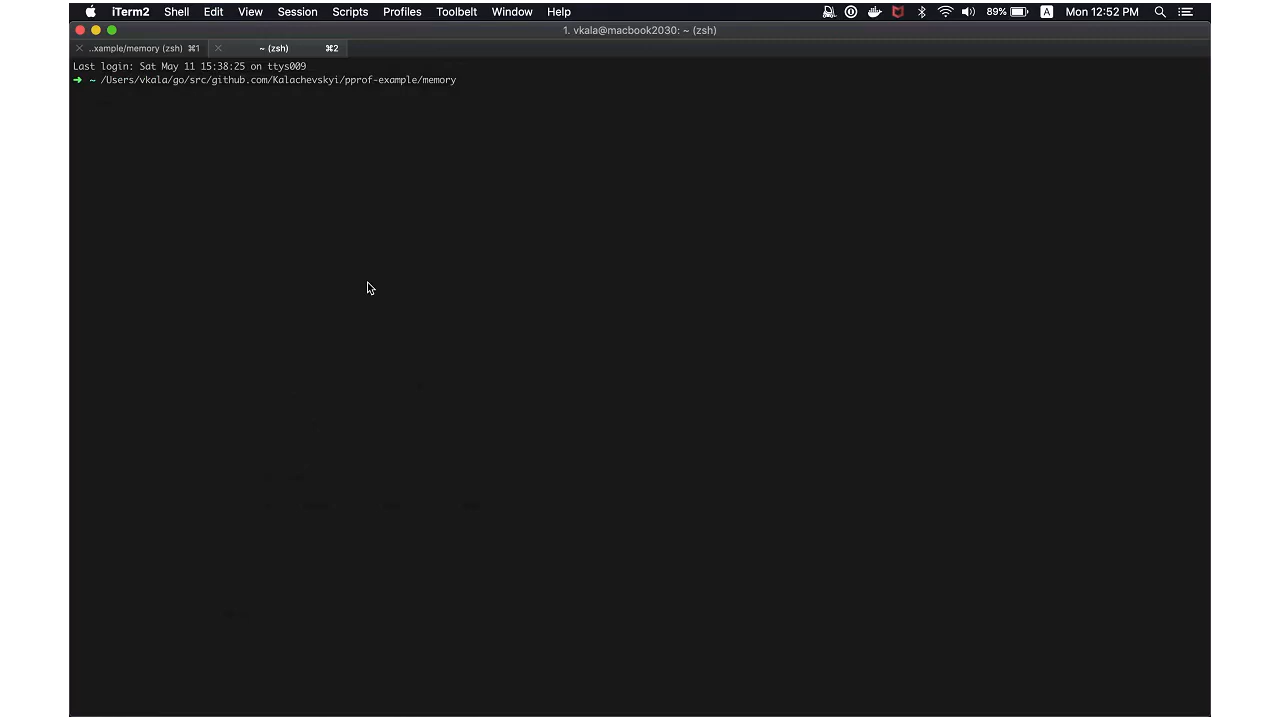 iTerm2 Shell Edit View Session Scripts Profiles Toolbelt Window Help 89% A Mon 12:52 PM
1. vkala@macbook2030: ~ (zsh)
..xample/memory (zsh) ⌘1 ~ (zsh) ⌘2
Last login: Sat May 11 15:38:25 on ttys009
➜ ~ /Users/vkala/go/src/github.com/Kalachevskyi/pprof-example/memory